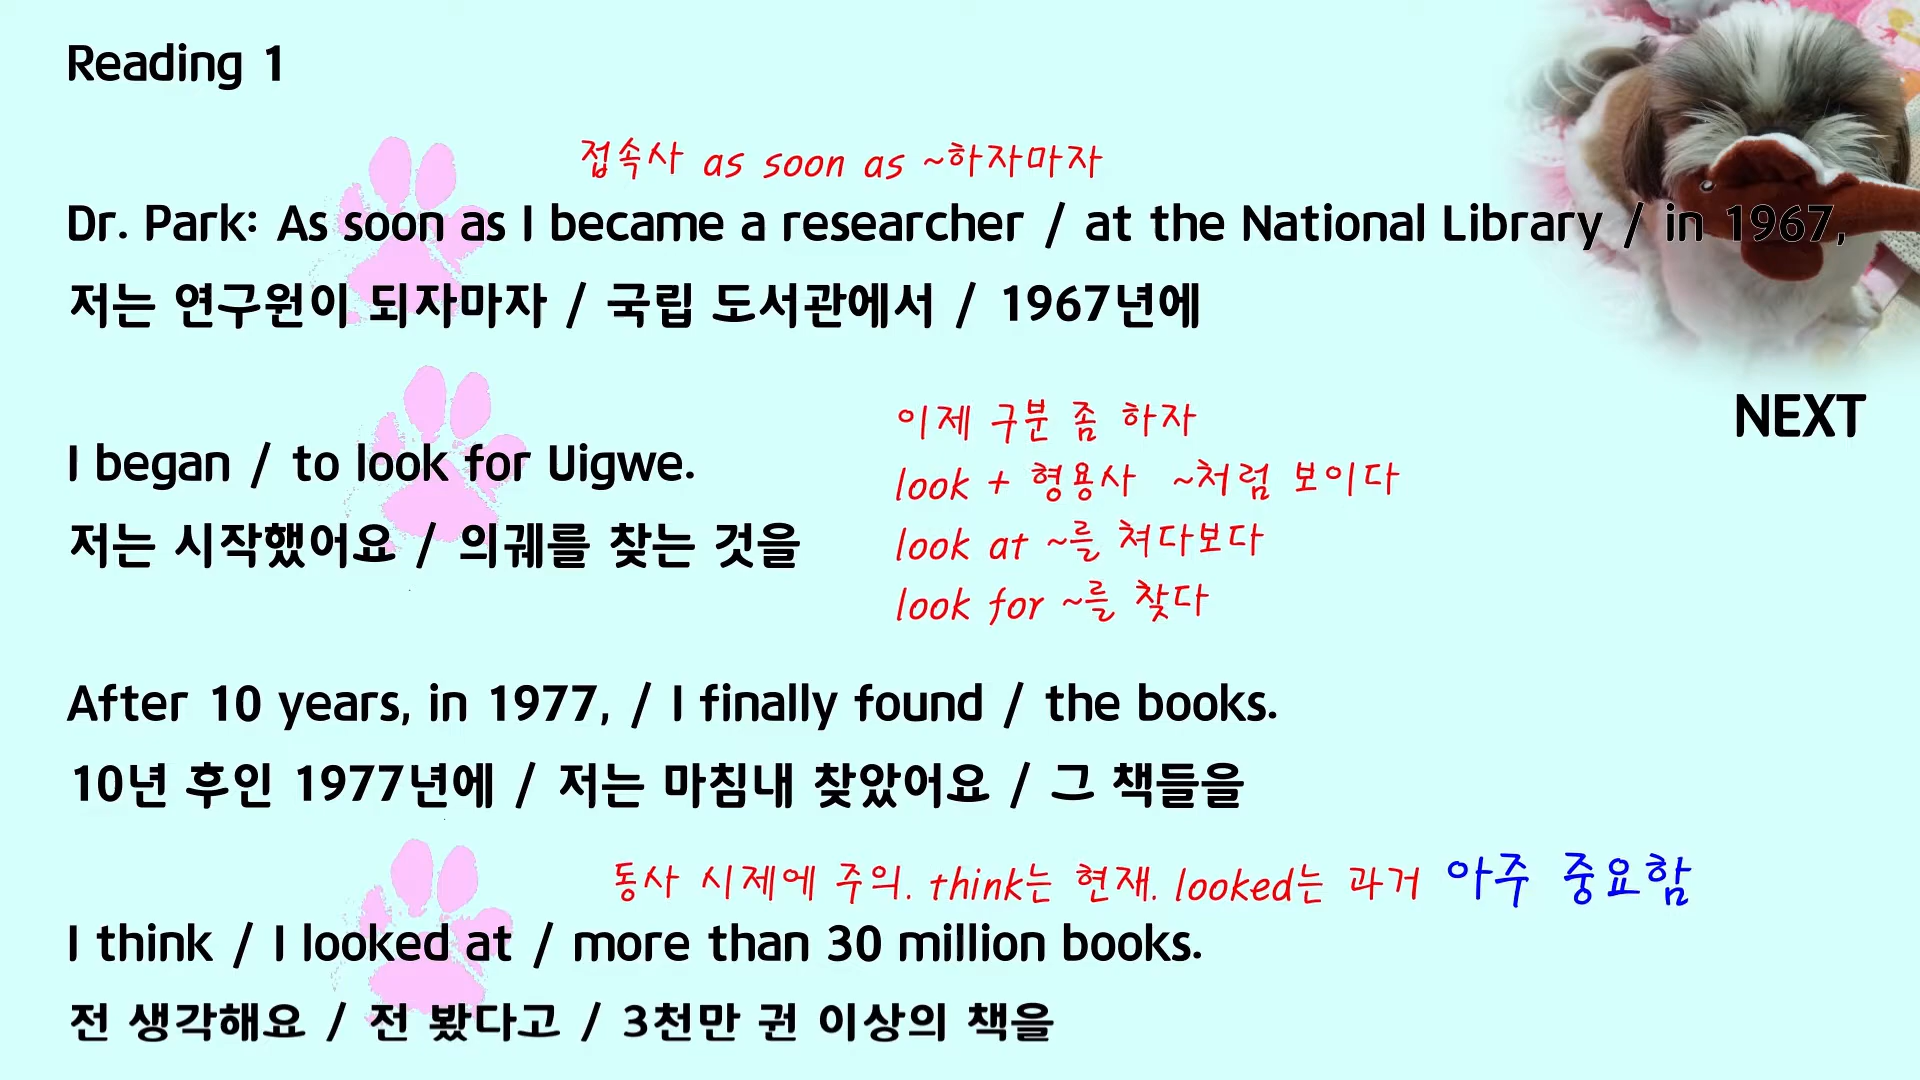 Reading 1
접속사 as soon as ~하자마자
Dr. Park: As soon as I became a researcher / at the National Library / in 1967,
저는 연구원이 되자마자 / 국립 도서관에서 / 1967년에
NEXT
이제 구분 좀 하자
I began / to look for Uigwe.
look + 형용사 ~처럼 보이다
저는 시작했어요 / 의궤를 찾는 것을
look at ~를 쳐다보다
look for ~를 찾다
After 10 years, in 1977, / I finally found / the books.
10년 후인 1977년에 / 저는 마침내 찾았어요 / 그 책들을
동사 시제에 주의. think는 현재. looked는 과거 아주 중요함
I think / I looked at / more than 30 million books.
전 생각해요 / 전 봤다고 / 3천만 권 이상의 책을